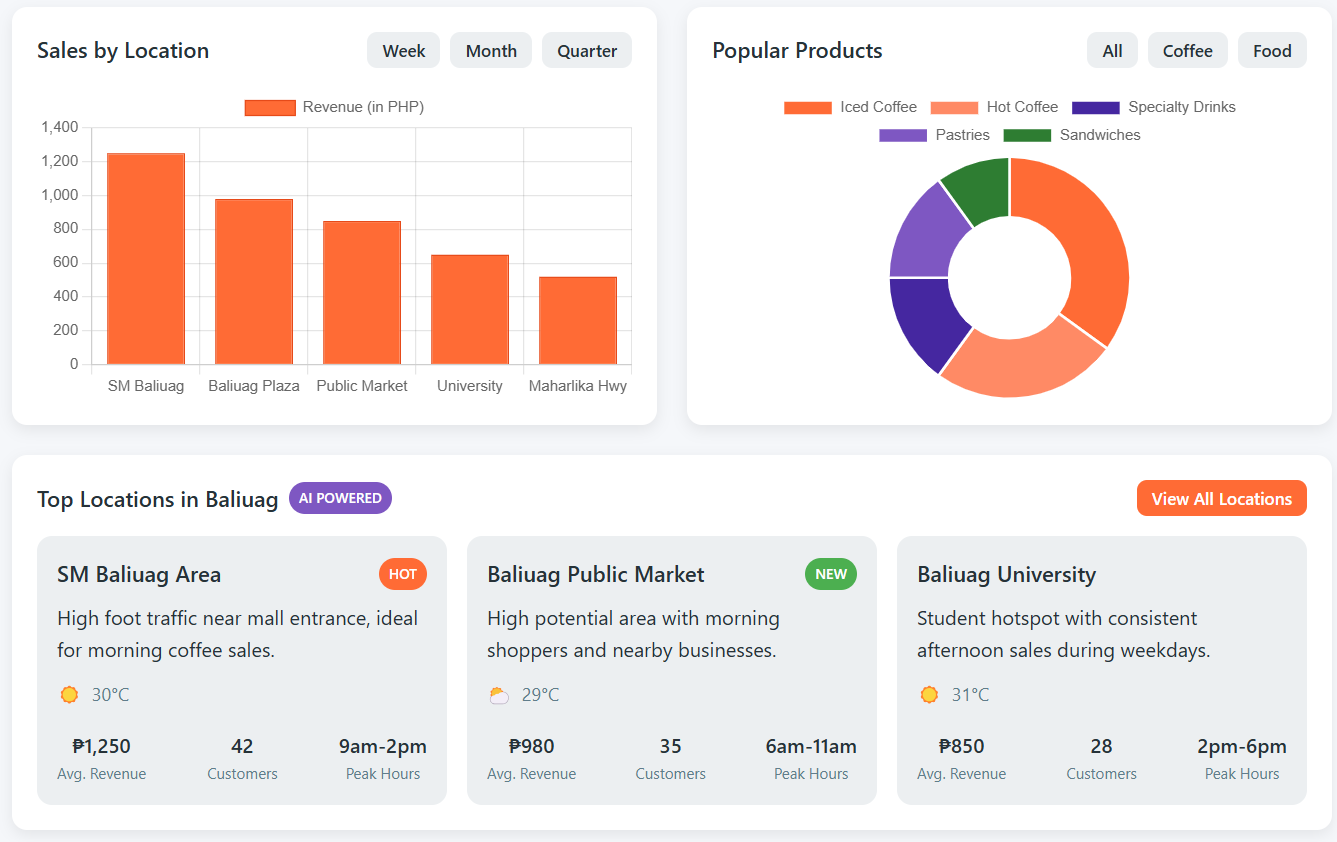 Sales by Location
Week Month Quarter
Revenue (in PHP)
1,400
1,200
1,000
800
600
400
200
0
SM Baliuag Baliuag Plaza Public Market University Maharlika Hwy
Popular Products
All Coffee Food
Iced Coffee Hot Coffee Specialty Drinks
Pastries Sandwiches
Top Locations in Baliuag AI POWERED
View All Locations
SM Baliuag Area HOT
High foot traffic near mall entrance, ideal
for morning coffee sales.
30°C
₱1,250 42 9am-2pm
Avg. Revenue Customers Peak Hours
Baliuag Public Market NEW
High potential area with morning
shoppers and nearby businesses.
29°C
₱980 35 6am-11am
Avg. Revenue Customers Peak Hours
Baliuag University
Student hotspot with consistent
afternoon sales during weekdays.
31°C
₱850 28 2pm-6pm
Avg. Revenue Customers Peak Hours